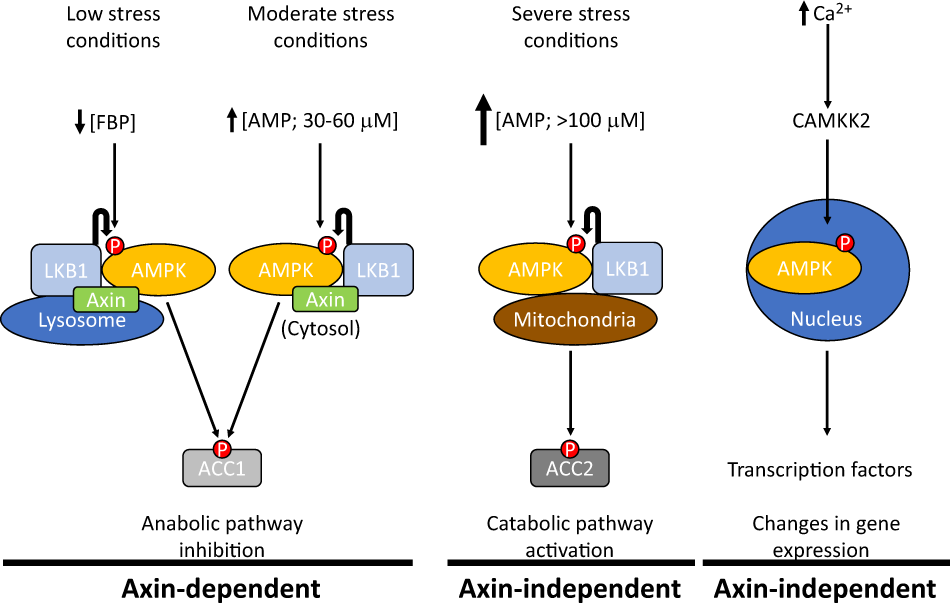 Low stress
conditions
[FBP]
P
LKB1
AMPK
Axin
Lysosome
Moderate stress
conditions
[AMP; 30-60 μM]
P
AMPK
LKB1
Axin
(Cytosol)
P
ACC1
Anabolic pathway
inhibition
Axin-dependent
Severe stress
conditions
[AMP; >100 μM]
P
AMPK
LKB1
Mitochondria
P
ACC2
Catabolic pathway
activation
Axin-independent
Ca2+
CAMKK2
P
AMPK
Nucleus
Transcription factors
Changes in gene
expression
Axin-independent